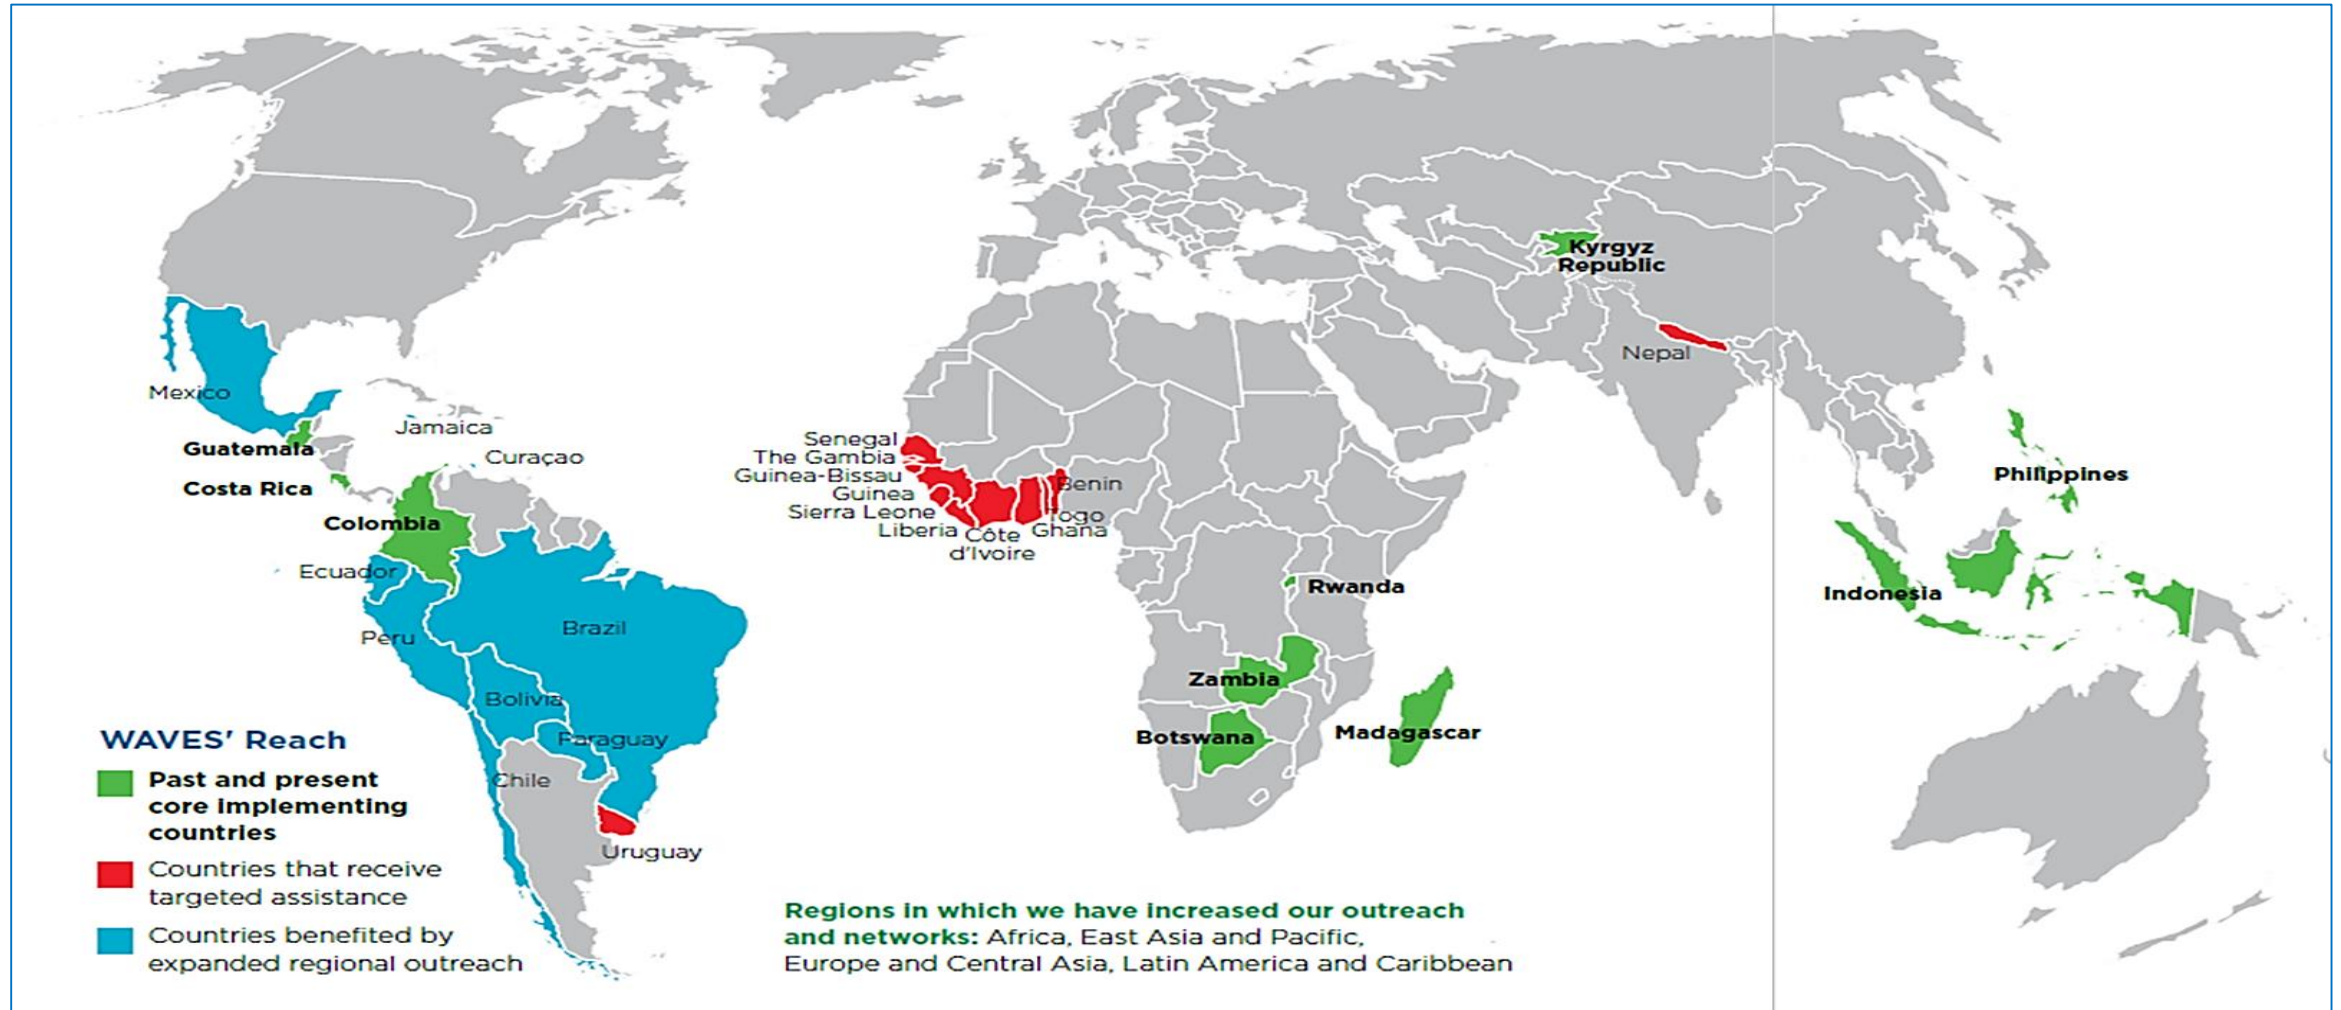 Kyrgyz
Republic
Nepal
Mexico
Jamaica
Guatemala
Curaçao
Costa Rica
Colombia
Ecuador
Peru
Brazil
Bolivia
Paraguay
Chile
Uruguay
Senegal
The Gambia
Guinea-Bissau
Guinea
Sierra Leone
Liberia
Côte
d'Ivoire
Benin
Togo
Ghana
Rwanda
Zambia
Botswana
Madagascar
Philippines
Indonesia
WAVES' Reach
Past and present
core implementing
countries
Countries that receive
targeted assistance
Countries benefited by
expanded regional outreach
Regions in which we have increased our outreach
and networks: Africa, East Asia and Pacific,
Europe and Central Asia, Latin America and Caribbean